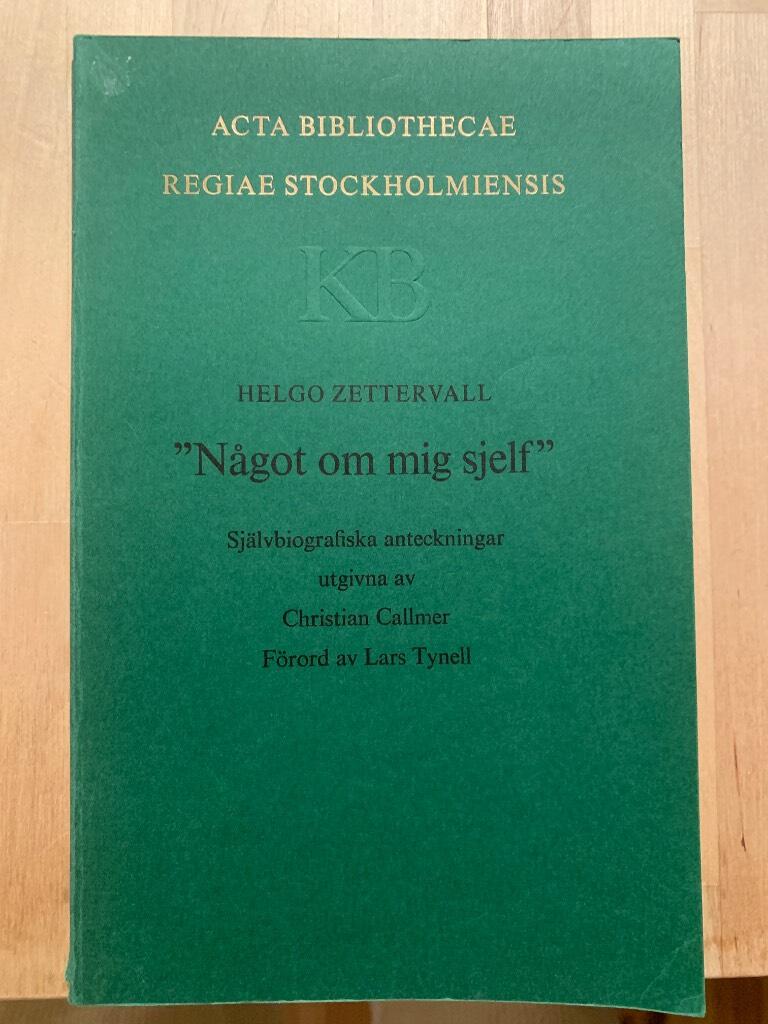 ACTA BIBLIOTHECAE
REGIAE STOCKHOLMIENSIS
KB
HELGO ZETTERVALL
”Något om mig sjelf”
Självbiografiska anteckningar
utgivna av
Christian Callmer
Förord av Lars Tynell